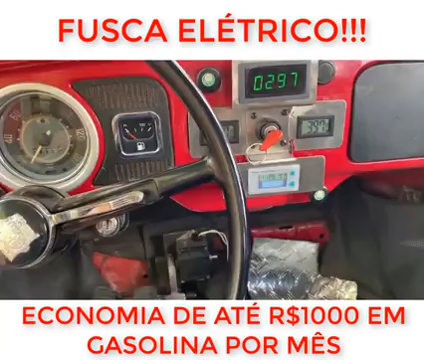 FUSCA ELÉTRICO!!!
0297
ECONOMIA DE ATÉ R$1000 EM
GASOLINA POR MÊS